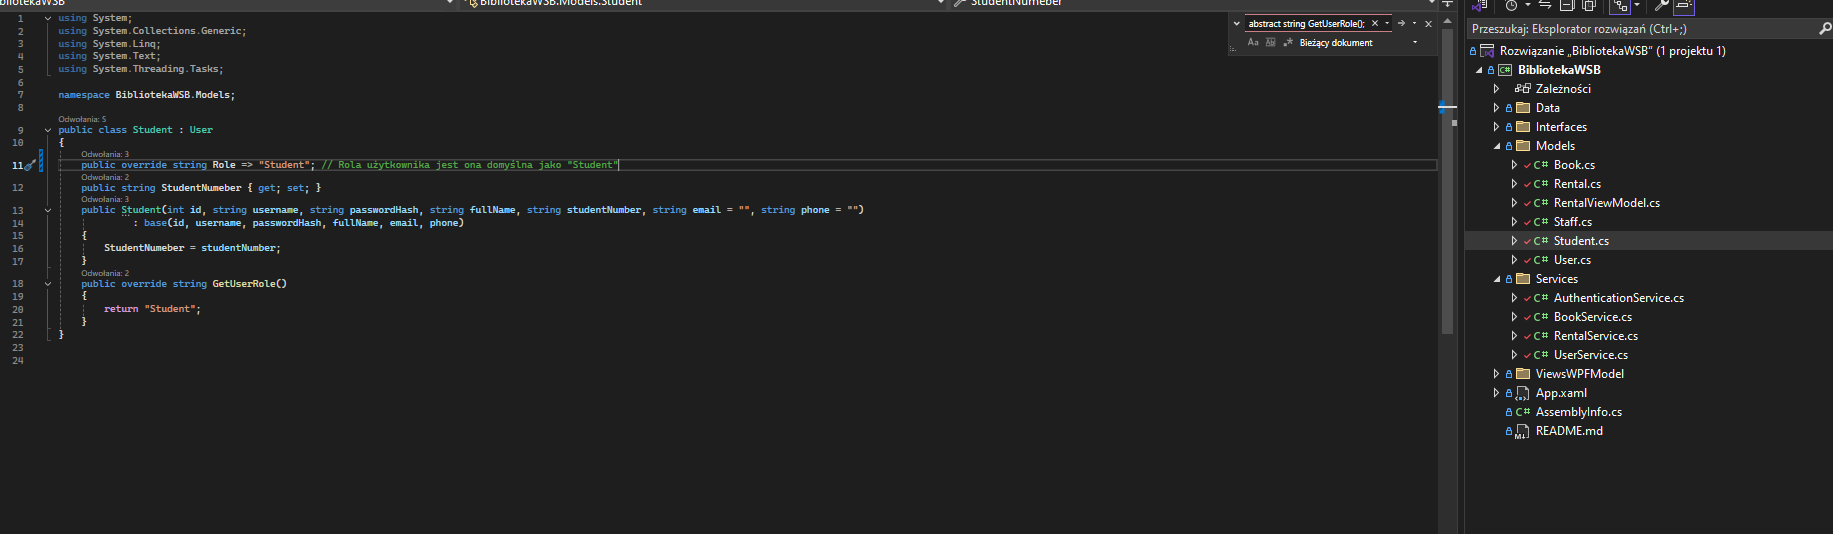 bliotekaWSB
BibliotekaWSB.Models.Student
StudentNumeber
1 using System;
2 using System.Collections.Generic;
3 using System.Linq;
4 using System.Text;
5 using System.Threading.Tasks;
6
7 namespace BibliotekaWSB.Models;
8
Odwołania: 5
9 public class Student : User
10 {
Odwołania: 3
11 public override string Role => "Student"; // Rola użytkownika jest ona domyślna jako "Student"
Odwołania: 2
12 public string StudentNumeber { get; set; }
Odwołania: 3
13 public Student(int id, string username, string passwordHash, string fullName, string studentNumber, string email = "", string phone = "")
14 : base(id, username, passwordHash, fullName, email, phone)
15 {
16 StudentNumeber = studentNumber;
17 }
Odwołania: 2
18 public override string GetUserRole()
19 {
20 return "Student";
21 }
22 }
23
24
abstract string GetUserRole();
Aa Ab .* Bieżący dokument
Przeszukaj: Eksplorator rozwiązań (Ctrl+;)
Rozwiązanie „BibliotekaWSB” (1 projektu 1)
C# BibliotekaWSB
Zależności
Data
Interfaces
Models
C# Book.cs
C# Rental.cs
C# RentalViewModel.cs
C# Staff.cs
C# Student.cs
C# User.cs
Services
C# AuthenticationService.cs
C# BookService.cs
C# RentalService.cs
C# UserService.cs
ViewsWPFModel
App.xaml
C# AssemblyInfo.cs
M↓ README.md